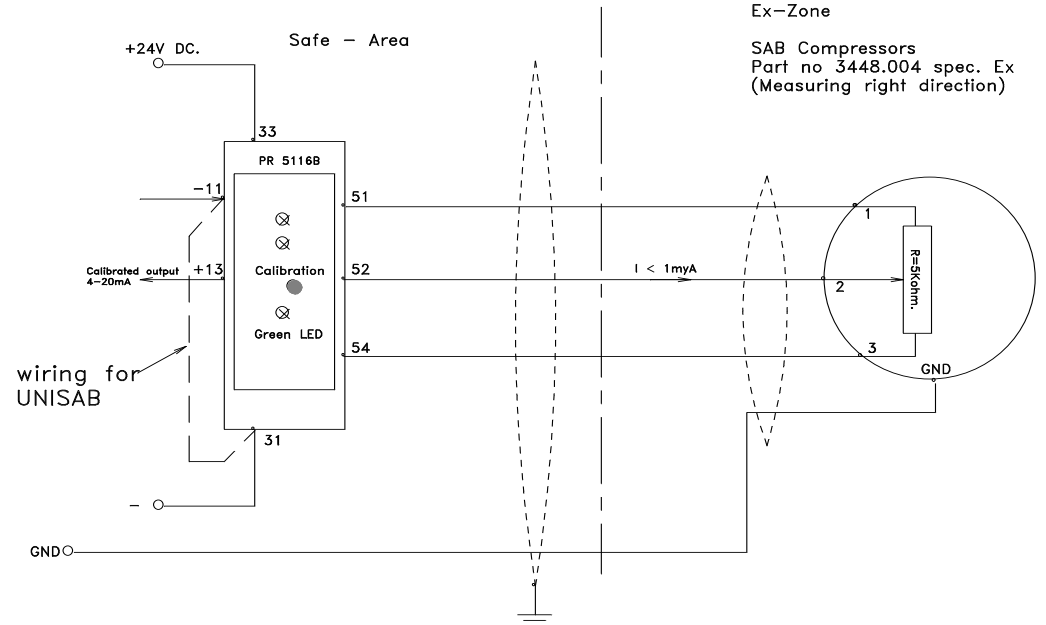 Ex-Zone
Safe - Area
+24V DC.
SAB Compressors
Part no 3448.004 spec. Ex
(Measuring right direction)
33
PR 5116B
-11
51
1
Calibrated output
4-20mA
+13
Calibration
52
I < 1myA
2
R=5Kohm.
Green LED
54
3
wiring for
UNISAB
GND
31
-
GND